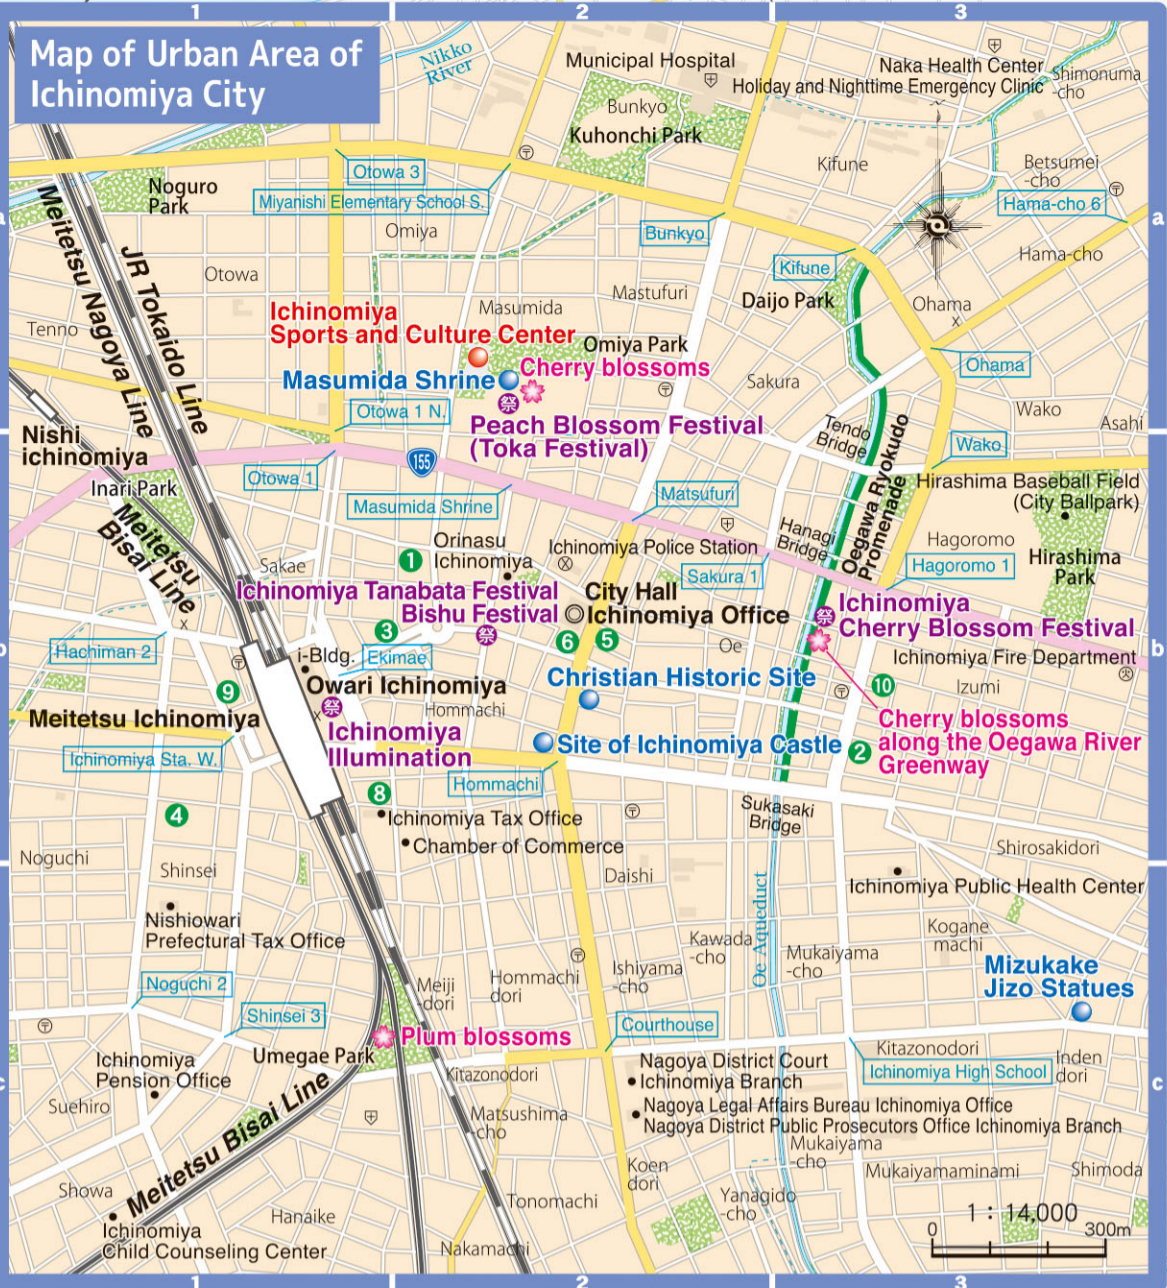 1
2
3
Map of Urban Area of
Ichinomiya City
Nikko
River
Municipal Hospital
Naka Health Center
Holiday and Nighttime Emergency Clinic
Shimonuma
-cho
Bunkyo
Kuhonchi Park
Kifune
Betsumei
-cho
Otowa 3
Noguro
Park
Miyanishi Elementary School S.
Hama-cho 6
a
a
Omiya
Bunkyo
Kifune
Hama-cho
Meitetsu Nagoya Line
JR Tokaido Line
Otowa
Mastufuri
Daijo Park
Ohama
Masumida
Ichinomiya
Sports and Culture Center
Tenno
Omiya Park
Ohama
Masumida Shrine
Cherry blossoms
Sakura
祭
Otowa 1 N.
Wako
Peach Blossom Festival
(Toka Festival)
Asahi
Tendo
Bridge
Nishi
ichinomiya
Wako
155
Otowa 1
Inari Park
Hirashima Baseball Field
(City Ballpark)
Masumida Shrine
Matsufuri
Oegawa Ryokudo
Promenade
Meitetsu
Bisai Line
Hanagi
Bridge
Orinasu
Ichinomiya
Ichinomiya Police Station
Hagoromo
Hirashima
Park
1
Sakae
Sakura 1
Hagoromo 1
Ichinomiya Tanabata Festival
Bishu Festival
祭
City Hall
Ichinomiya Office
祭
Ichinomiya
Cherry Blossom Festival
3
6
5
Oe
Hachiman 2
b
b
i-Bldg.
Ekimae
Ichinomiya Fire Department
Owari Ichinomiya
Christian Historic Site
Izumi
10
9
祭
Hommachi
Meitetsu Ichinomiya
Ichinomiya
Illumination
Cherry blossoms
along the Oegawa River
Greenway
Site of Ichinomiya Castle
2
Ichinomiya Sta. W.
Hommachi
8
4
Ichinomiya Tax Office
Sukasaki
Bridge
Chamber of Commerce
Shirosakidori
Noguchi
Shinsei
Daishi
Ichinomiya Public Health Center
Nishiowari
Prefectural Tax Office
Oe Aqueduct
Kogane
machi
Kawada
-cho
Mukaiyama
-cho
Mizukake
Jizo Statues
Meiji
-dori
Hommachi
dori
Ishiyama
-cho
Noguchi 2
Shinsei 3
Courthouse
Plum blossoms
Umegae Park
Kitazonodori
Inden
dori
Ichinomiya High School
Ichinomiya
Pension Office
Kitazonodori
Nagoya District Court
Ichinomiya Branch
c
c
Suehiro
Matsushima
-cho
Nagoya Legal Affairs Bureau Ichinomiya Office
Nagoya District Public Prosecutors Office Ichinomiya Branch
Meitetsu Bisai Line
Mukaiyama
-cho
Koen
dori
Mukaiyamaminami
Shimoda
Showa
Yanagido
-cho
Tonomachi
Hanaike
Ichinomiya
Child Counseling Center
Nakamachi
1 : 14,000
0
300m
1
2
3